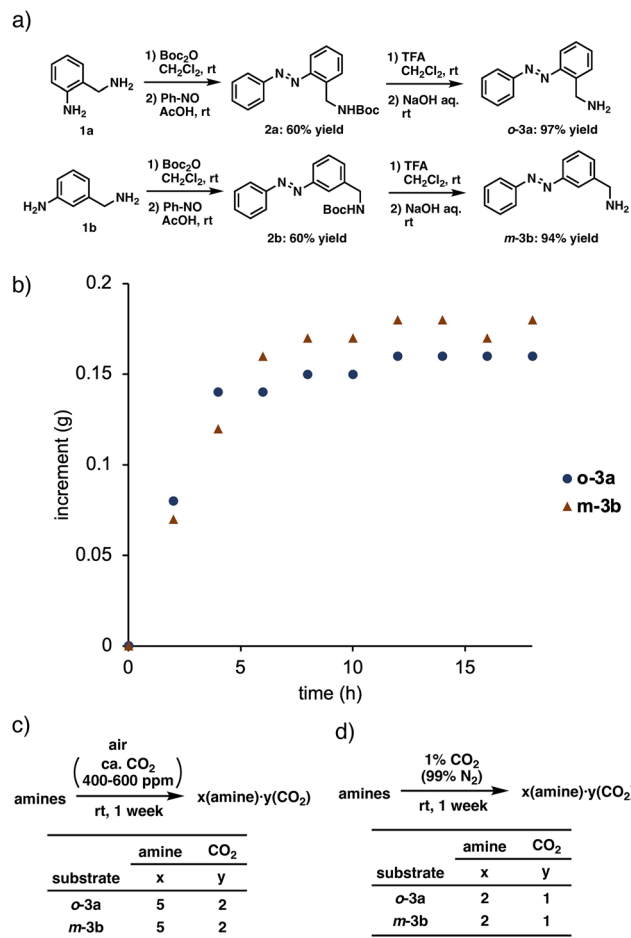 a)
1) Boc2O
CH2Cl2, rt
2) Ph-NO
AcOH, rt
NH2
NH2
1a
N
N
NHBoc
2a: 60% yield
1) TFA
CH2Cl2, rt
2) NaOH aq.
rt
N
N
NH2
o-3a: 97% yield
1) Boc2O
CH2Cl2, rt
2) Ph-NO
AcOH, rt
H2N
NH2
1b
N
N
BocHN
2b: 60% yield
1) TFA
CH2Cl2, rt
2) NaOH aq.
rt
N
N
NH2
m-3b: 94% yield
b)
increment (g)
0.2
0.15
0.1
0.05
0
0 5 10 15
time (h)
o-3a
m-3b
c)
air
ca. CO2
400-600 ppm
amines
rt, 1 week
x(amine)·y(CO2)
amine CO2
substrate x y
o-3a 5 2
m-3b 5 2
d)
1% CO2
(99% N2)
amines
rt, 1 week
x(amine)·y(CO2)
amine CO2
substrate x y
o-3a 2 1
m-3b 2 1